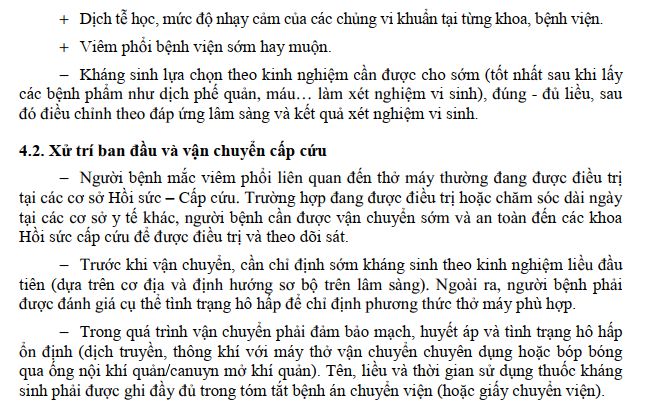 + Dịch tễ học, mức độ nhạy cảm của các chủng vi khuẩn tại từng khoa, bệnh viện.
+ Viêm phổi bệnh viện sớm hay muộn.
– Kháng sinh lựa chọn theo kinh nghiệm cần được cho sớm (tốt nhất sau khi lấy
các bệnh phẩm như dịch phế quản, máu… làm xét nghiệm vi sinh), đúng - đủ liều, sau
đó điều chỉnh theo đáp ứng lâm sàng và kết quả xét nghiệm vi sinh.
4.2. Xử trí ban đầu và vận chuyển cấp cứu
– Người bệnh mắc viêm phổi liên quan đến thở máy thường đang được điều trị
tại các cơ sở Hồi sức – Cấp cứu. Trường hợp đang được điều trị hoặc chăm sóc dài ngày
tại các cơ sở y tế khác, người bệnh cần được vận chuyển sớm và an toàn đến các khoa
Hồi sức cấp cứu để được điều trị và theo dõi sát.
– Trước khi vận chuyển, cần chỉ định sớm kháng sinh theo kinh nghiệm liều đầu
tiên (dựa trên cơ địa và định hướng sơ bộ trên lâm sàng). Ngoài ra, người bệnh phải
được đánh giá cụ thể tình trạng hô hấp để chỉ định phương thức thở máy phù hợp.
– Trong quá trình vận chuyển phải đảm bảo mạch, huyết áp và tình trạng hô hấp
ổn định (dịch truyền, thông khí với máy thở vận chuyển chuyên dụng hoặc bóp bóng
qua ống nội khí quản/canuyn mở khí quản). Tên, liều và thời gian sử dụng thuốc kháng
sinh phải được ghi đầy đủ trong tóm tắt bệnh án chuyển viện (hoặc giấy chuyển viện).